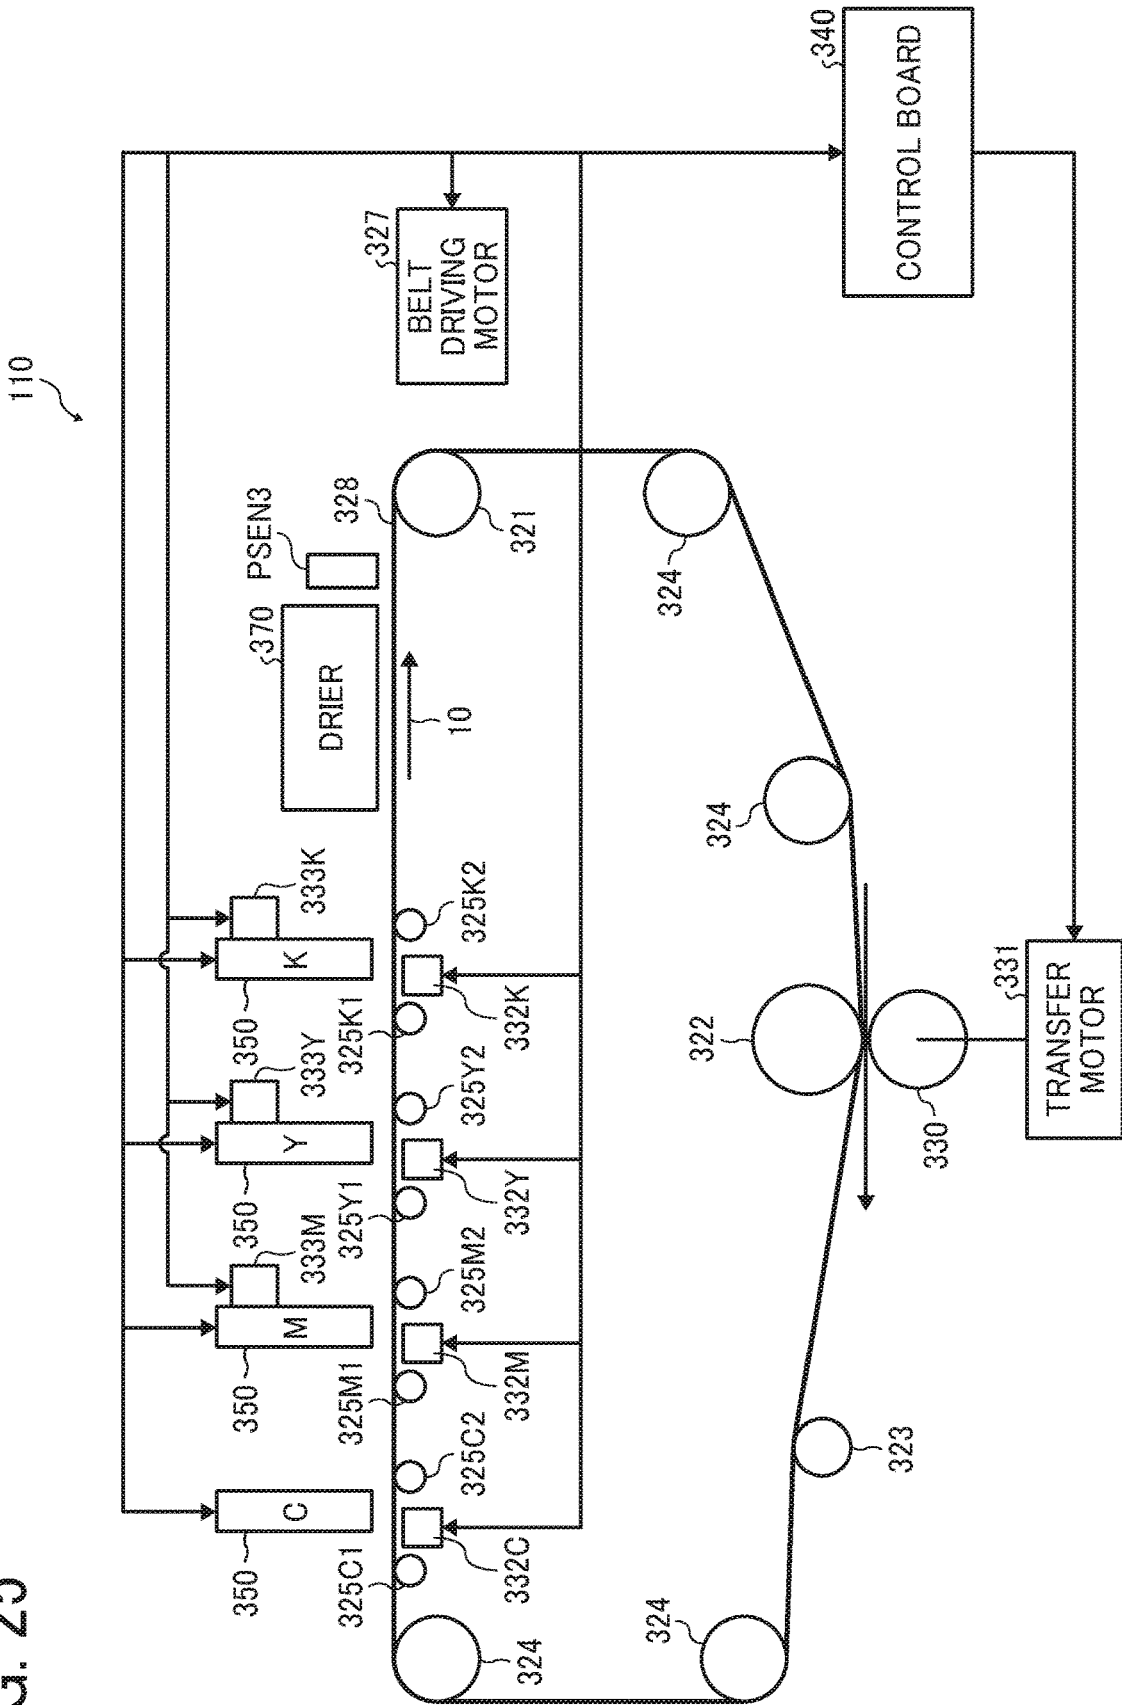 110
340
CONTROL BOARD
327
BELT
DRIVING
MOTOR
PSEN3
328
370
DRIER
10
321
324
324
333K
K
350
325K2
332K
325K1
333Y
Y
350
325Y2
332Y
325Y1
333M
M
350
325M2
332M
325M1
C
350
325C2
332C
325C1
322
330
331
TRANSFER
MOTOR
323
324
324
G. 25